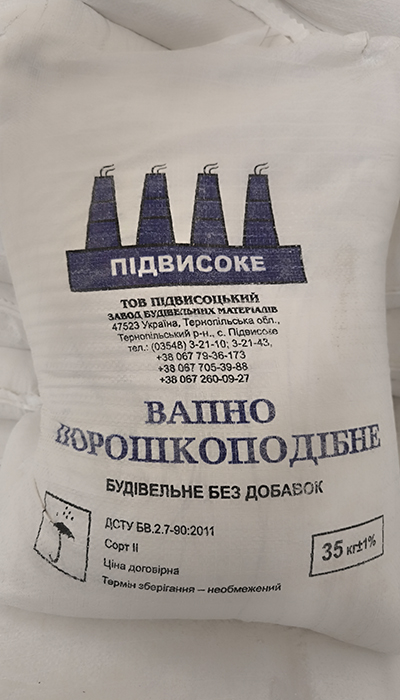 ПІДВИСОКЕ
ТОВ ПІДВИСОЦЬКИЙ
ЗАВОД БУДІВЕЛЬНИХ МАТЕРІАЛІВ
47523 Україна, Тернопільська обл.,
Тернопільський р-н., с. Підвисоке
тел.: (03548) 3-21-10; 3-21-43,
+38 067 79-36-173
+38 067 705-39-88
+38 067 260-09-27
ВАПНО
ПОРОШКОПОДІБНЕ
БУДІВЕЛЬНЕ БЕЗ ДОБАВОК
ДСТУ БВ.2.7-90:2011
Сорт II
Ціна договірна
Термін зберігання – необмежений
35 кг±1%